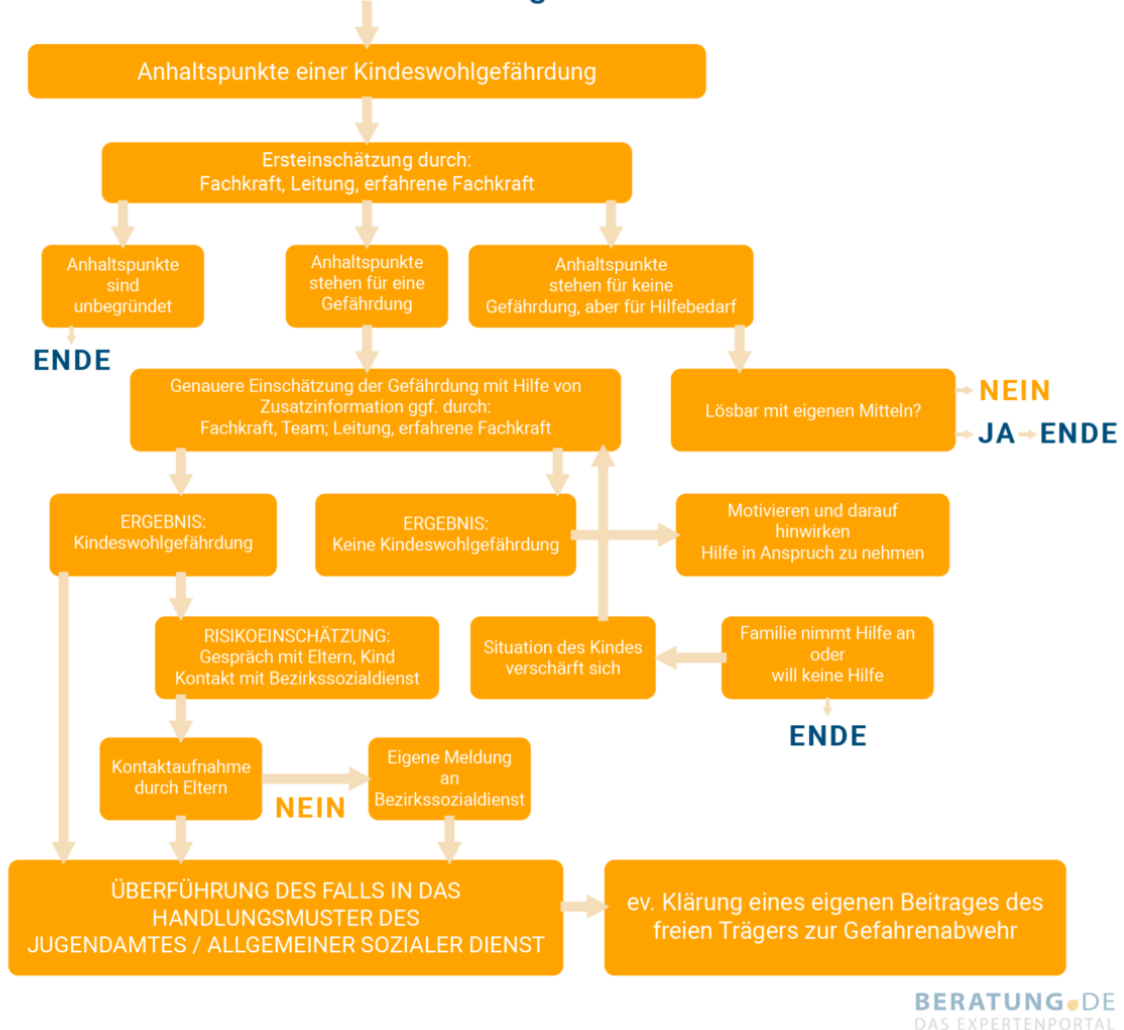 Anhaltspunkte einer Kindeswohlgefährdung
Ersteinschätzung durch:
Fachkraft, Leitung, erfahrene Fachkraft
Anhaltspunkte
sind
unbegründet
ENDE
Anhaltspunkte
stehen für eine
Gefährdung
Anhaltspunkte
stehen für keine
Gefährdung, aber für Hilfebedarf
Genauere Einschätzung der Gefährdung mit Hilfe von
Zusatzinformation ggf. durch:
Fachkraft, Team; Leitung, erfahrene Fachkraft
Lösbar mit eigenen Mitteln?
NEIN
JA
ENDE
ERGEBNIS:
Kindeswohlgefährdung
ERGEBNIS:
Keine Kindeswohlgefährdung
Motivieren und darauf
hinwirken
Hilfe in Anspruch zu nehmen
RISIKOEINSCHÄTZUNG:
Gespräch mit Eltern, Kind
Kontakt mit Bezirkssozialdienst
Situation des Kindes
verschärft sich
Familie nimmt Hilfe an
oder
will keine Hilfe
ENDE
Kontaktaufnahme
durch Eltern
NEIN
Eigene Meldung
an
Bezirkssozialdienst
ÜBERFÜHRUNG DES FALLS IN DAS
HANDLUNGSMUSTER DES
JUGENDAMTES / ALLGEMEINER SOZIALER DIENST
ev. Klärung eines eigenen Beitrages des
freien Trägers zur Gefahrenabwehr
BERATUNG.DE
DAS EXPERTENPORTAL